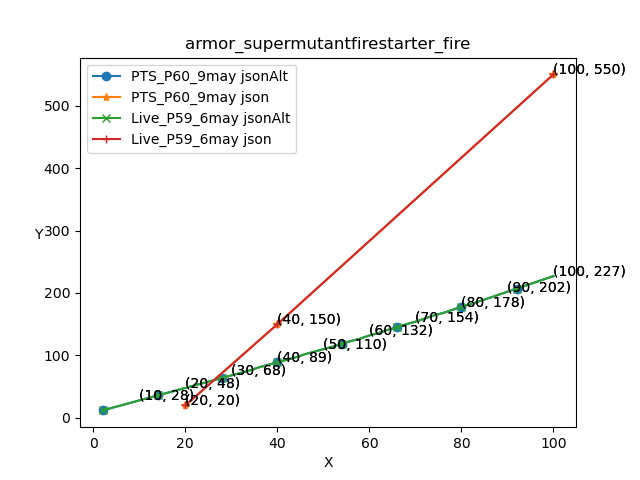 armor_supermutantfirestarter_fire
PTS_P60_9may jsonAlt
PTS_P60_9may json
Live_P59_6may jsonAlt
Live_P59_6may json
(100, 550)
500
400
300
Y
200
100
0
(100, 227)
(90, 202)
(80, 178)
(70, 154)
(40, 150)
(60, 132)
(50, 110)
(40, 89)
(30, 68)
(20, 48)
(10, 28)
(20, 20)
0 20 40 60 80 100
X